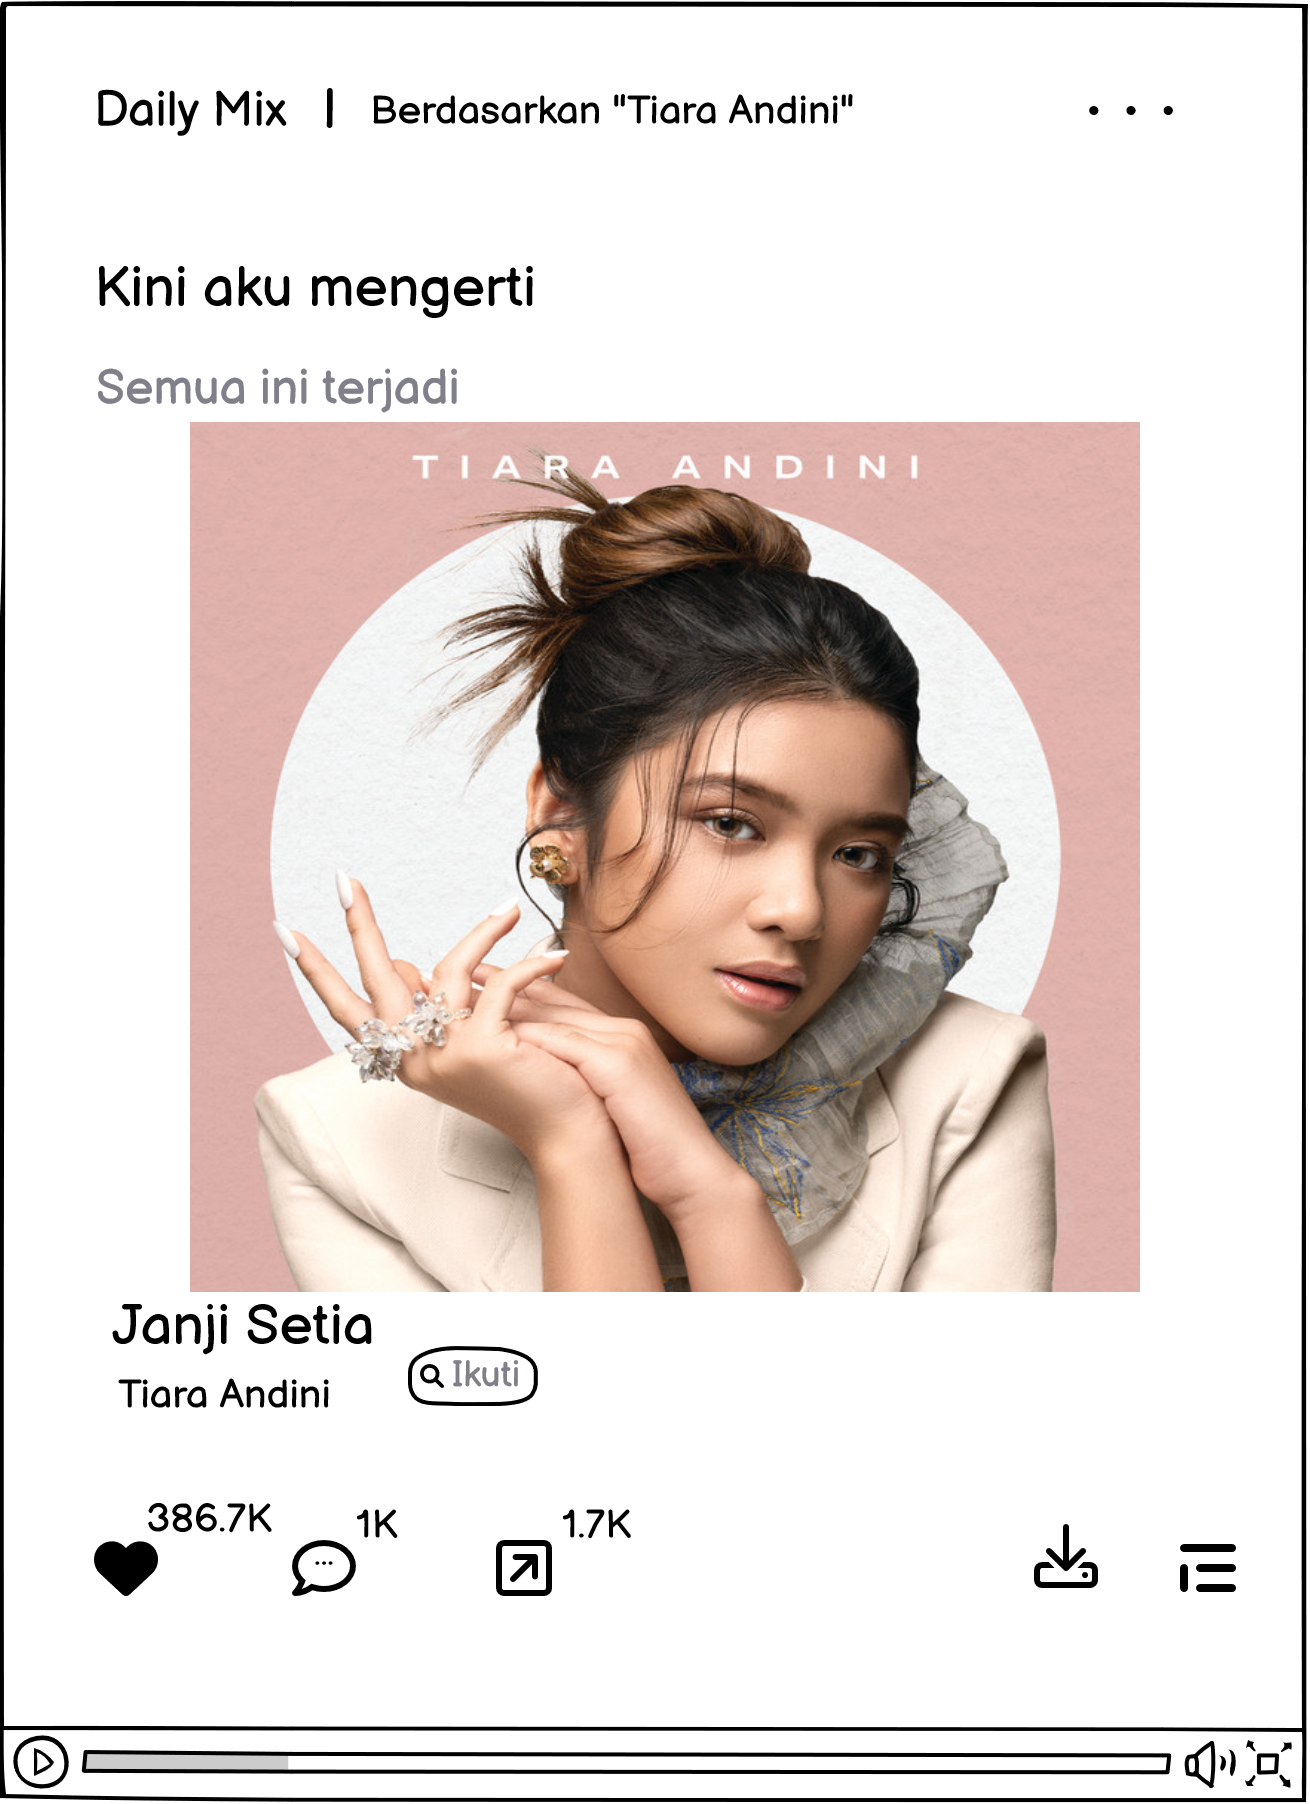 Daily Mix | Berdasarkan "Tiara Andini" . . .
Kini aku mengerti
Semua ini terjadi
TIARA ANDINI
Janji Setia
Ikuti
Tiara Andini
386.7K 1K 1.7K